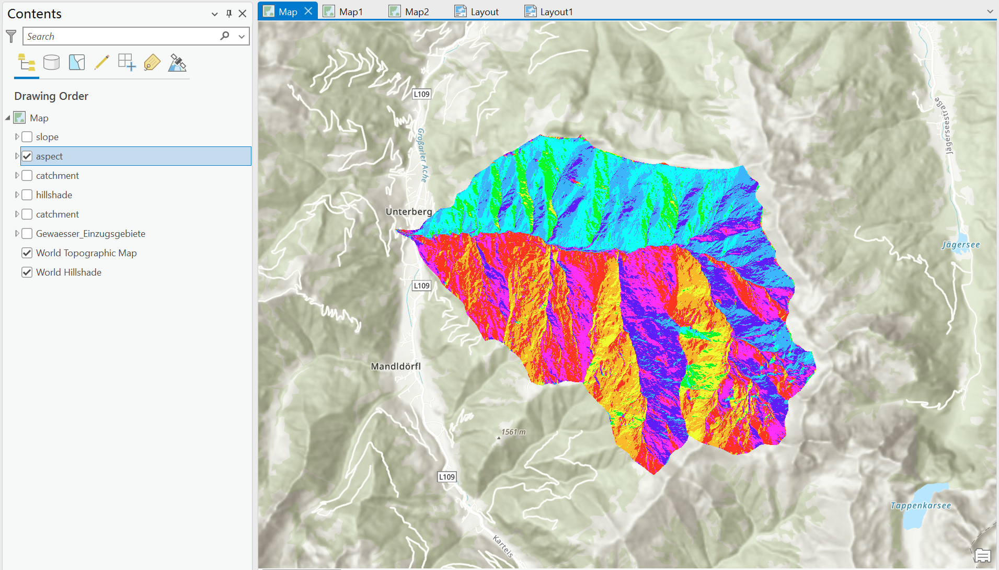 Contents
Search
Drawing Order
Map
slope
aspect
catchment
hillshade
catchment
Gewaesser_Einzugsgebiete
World Topographic Map
World Hillshade
Map
Map1
Map2
Layout
Layout1
L109
Jägerseestraße
Großarler Ache
Unterberg
Jägersee
L109
Mandldörfl
1561 m
L109
Tappenkarsee
Karteis